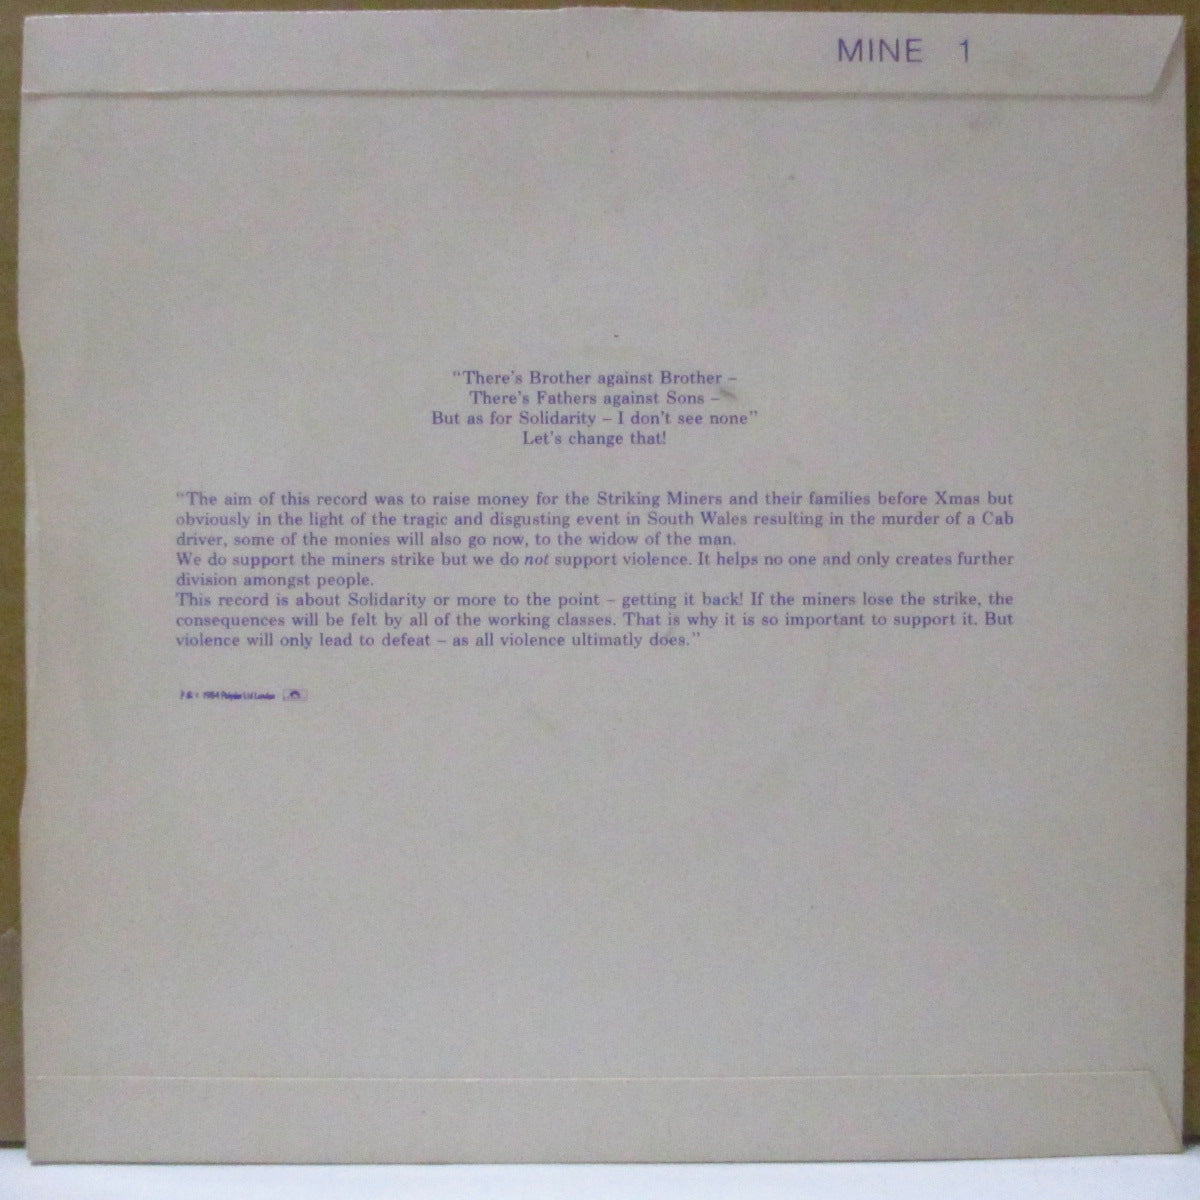 MINE 1
"There's Brother against Brother –
There's Fathers against Sons –
But as for Solidarity – I don't see none"
Let's change that!
"The aim of this record was to raise money for the Striking Miners and their families before Xmas but
obviously in the light of the tragic and disgusting event in South Wales resulting in the murder of a Cab
driver, some of the monies will also go now, to the widow of the man.
We do support the miners strike but we do not support violence. It helps no one and only creates further
division amongst people.
This record is about Solidarity or more to the point – getting it back! If the miners lose the strike, the
consequences will be felt by all of the working classes. That is why it is so important to support it. But
violence will only lead to defeat – as all violence ultimatly does."
1984 Polydor Ltd London